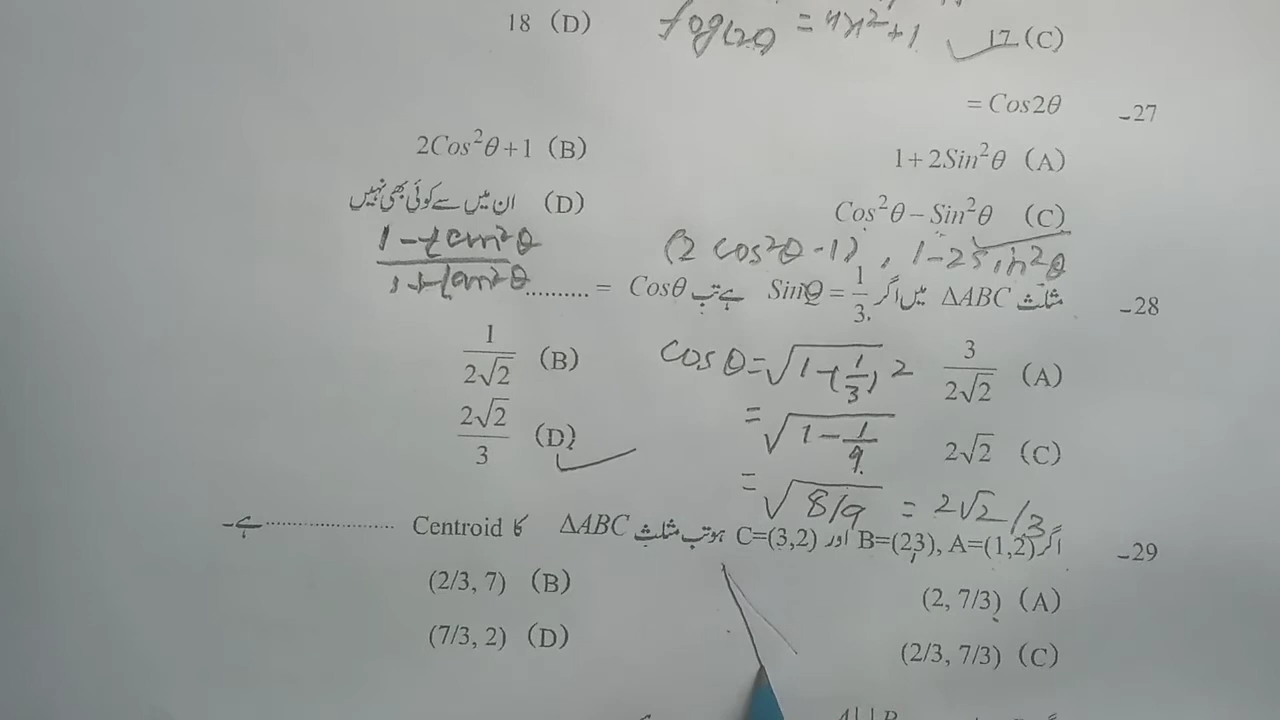 17 (C) 18 (D)
fog(20) = 4x²+1
-27 = Cos2θ
(A) 1+2Sin²θ (B) 2Cos²θ+1
(C) Cos²θ−Sin²θ (D) ان میں سے کوئی بھی نہیں
(2 cos²θ-1), 1-2Sin²θ
1-tan²θ
1+tan²θ
-28 مثلث ΔABC میں اگر Sinθ = 1/3 ہے تب Cosθ = ..........
(A) 3/2√2 (B) 1/2√2
cosθ = √1-(1/3)²
(C) 2√2 (D) 2√2/3
= √1-1/9
= √8/9 = 2√2/3
-29 اگر A=(1,2), B=(2,3) اور C=(3,2) ہو تب مثلث ΔABC کا Centroid ...................... ہے۔
(A) (2, 7/3) (B) (2/3, 7)
(C) (2/3, 7/3) (D) (7/3, 2)